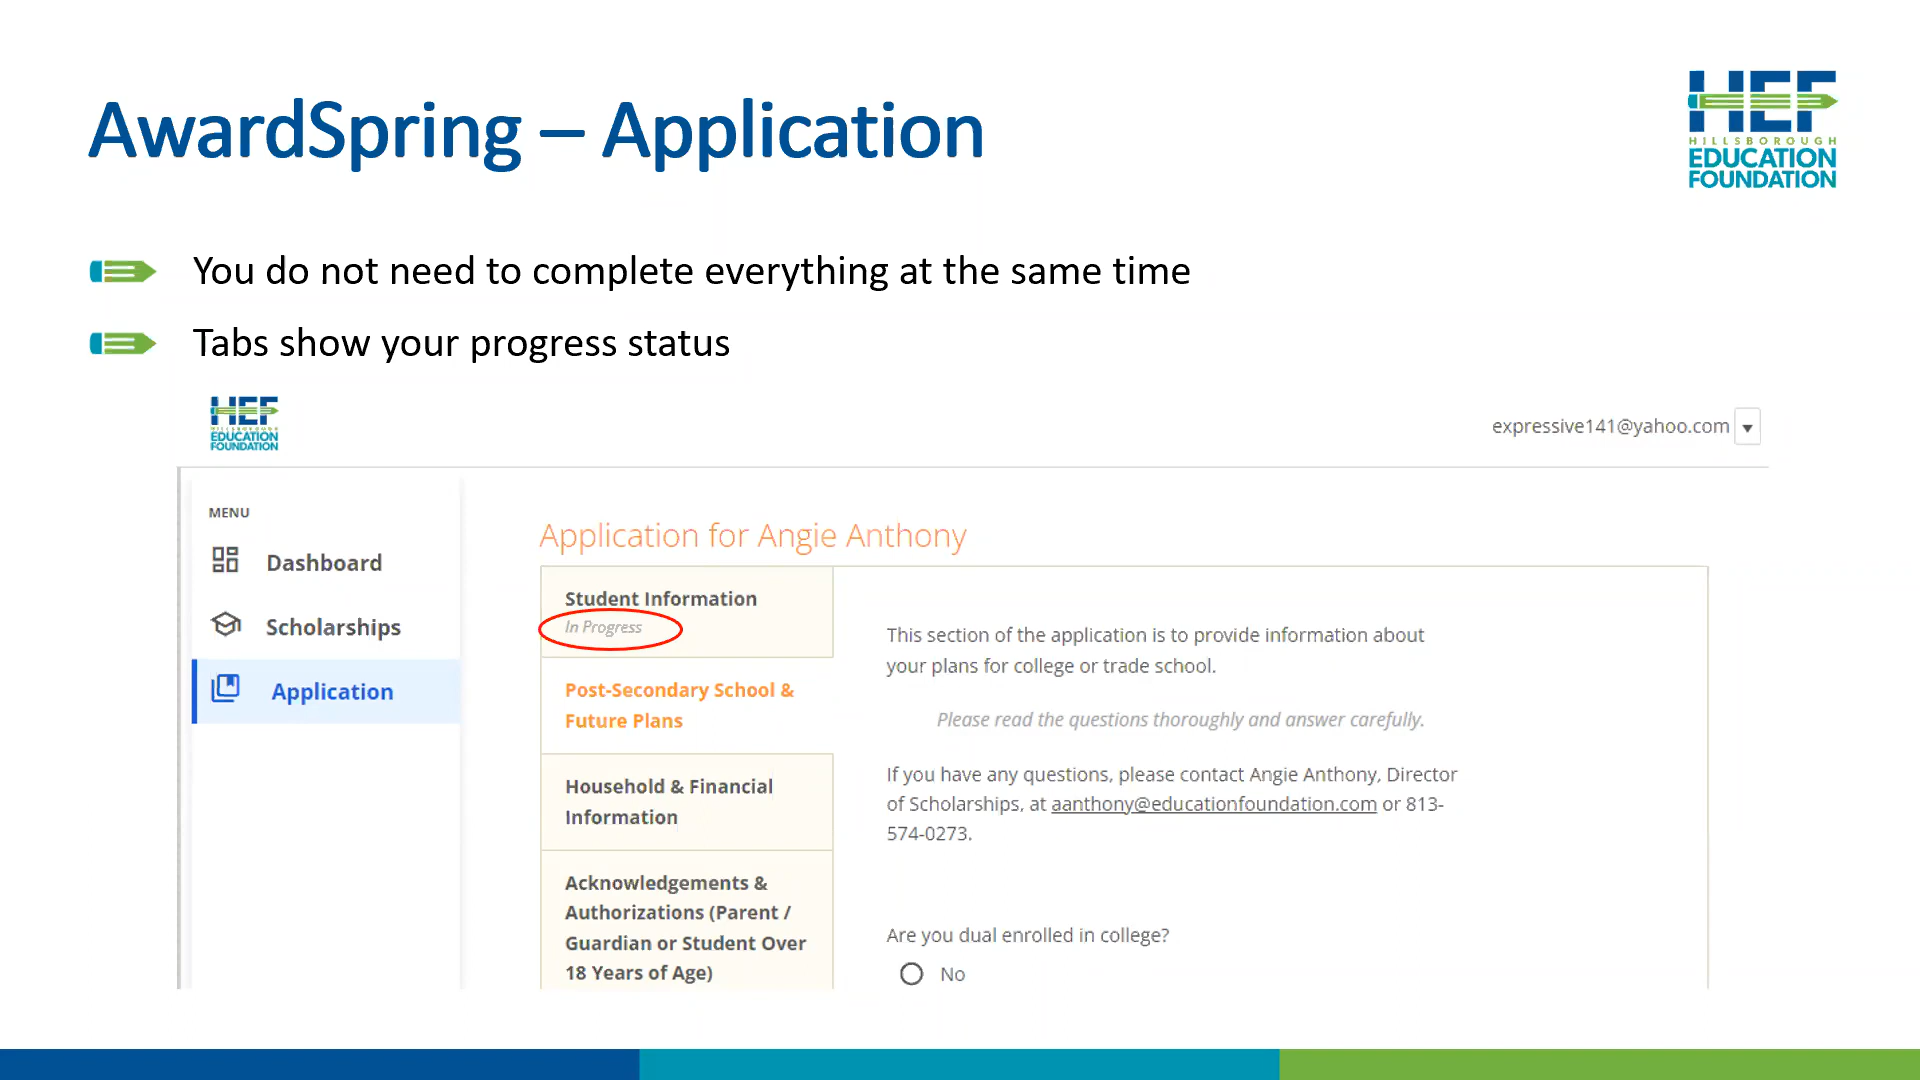 AwardSpring – Application
HEF
HILLSBOROUGH
EDUCATION
FOUNDATION
You do not need to complete everything at the same time
Tabs show your progress status
HEF
HILLSBOROUGH
EDUCATION
FOUNDATION
expressive141@yahoo.com
MENU
Dashboard
Scholarships
Application
Application for Angie Anthony
Student Information
In Progress
Post-Secondary School &
Future Plans
Household & Financial
Information
Acknowledgements &
Authorizations (Parent /
Guardian or Student Over
18 Years of Age)
This section of the application is to provide information about
your plans for college or trade school.
Please read the questions thoroughly and answer carefully.
If you have any questions, please contact Angie Anthony, Director
of Scholarships, at aanthony@educationfoundation.com or 813-
574-0273.
Are you dual enrolled in college?
No